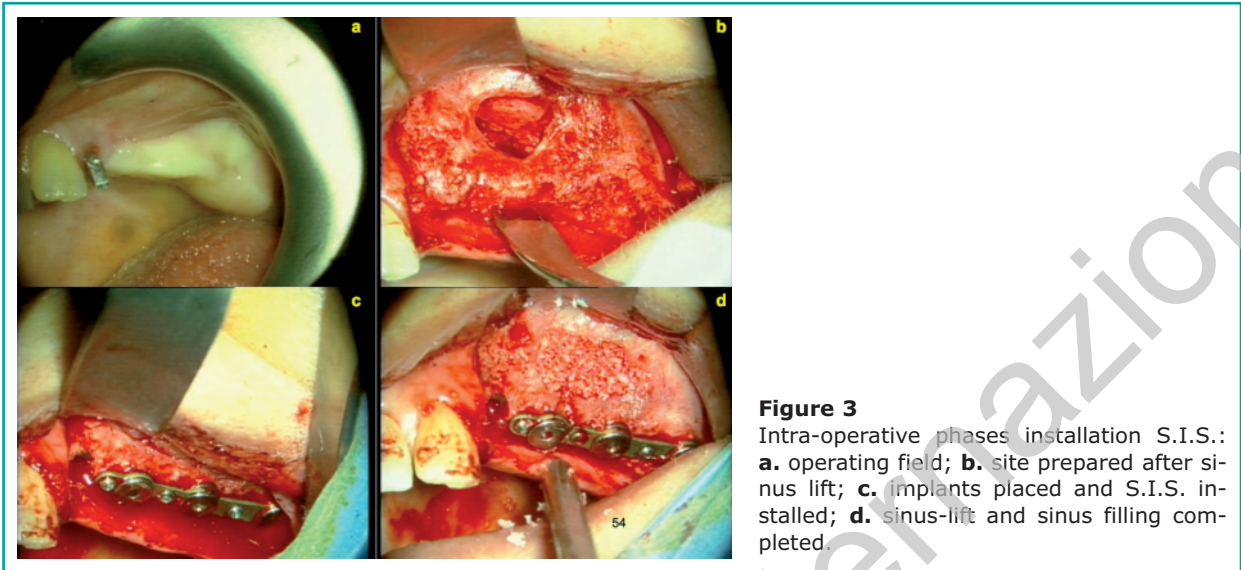 a
b
c
d
54
Figure 3
Intra-operative phases installation S.I.S.:
a. operating field; b. site prepared after si-
nus lift; c. implants placed and S.I.S. in-
stalled; d. sinus-lift and sinus filling com-
pleted.
ernazion